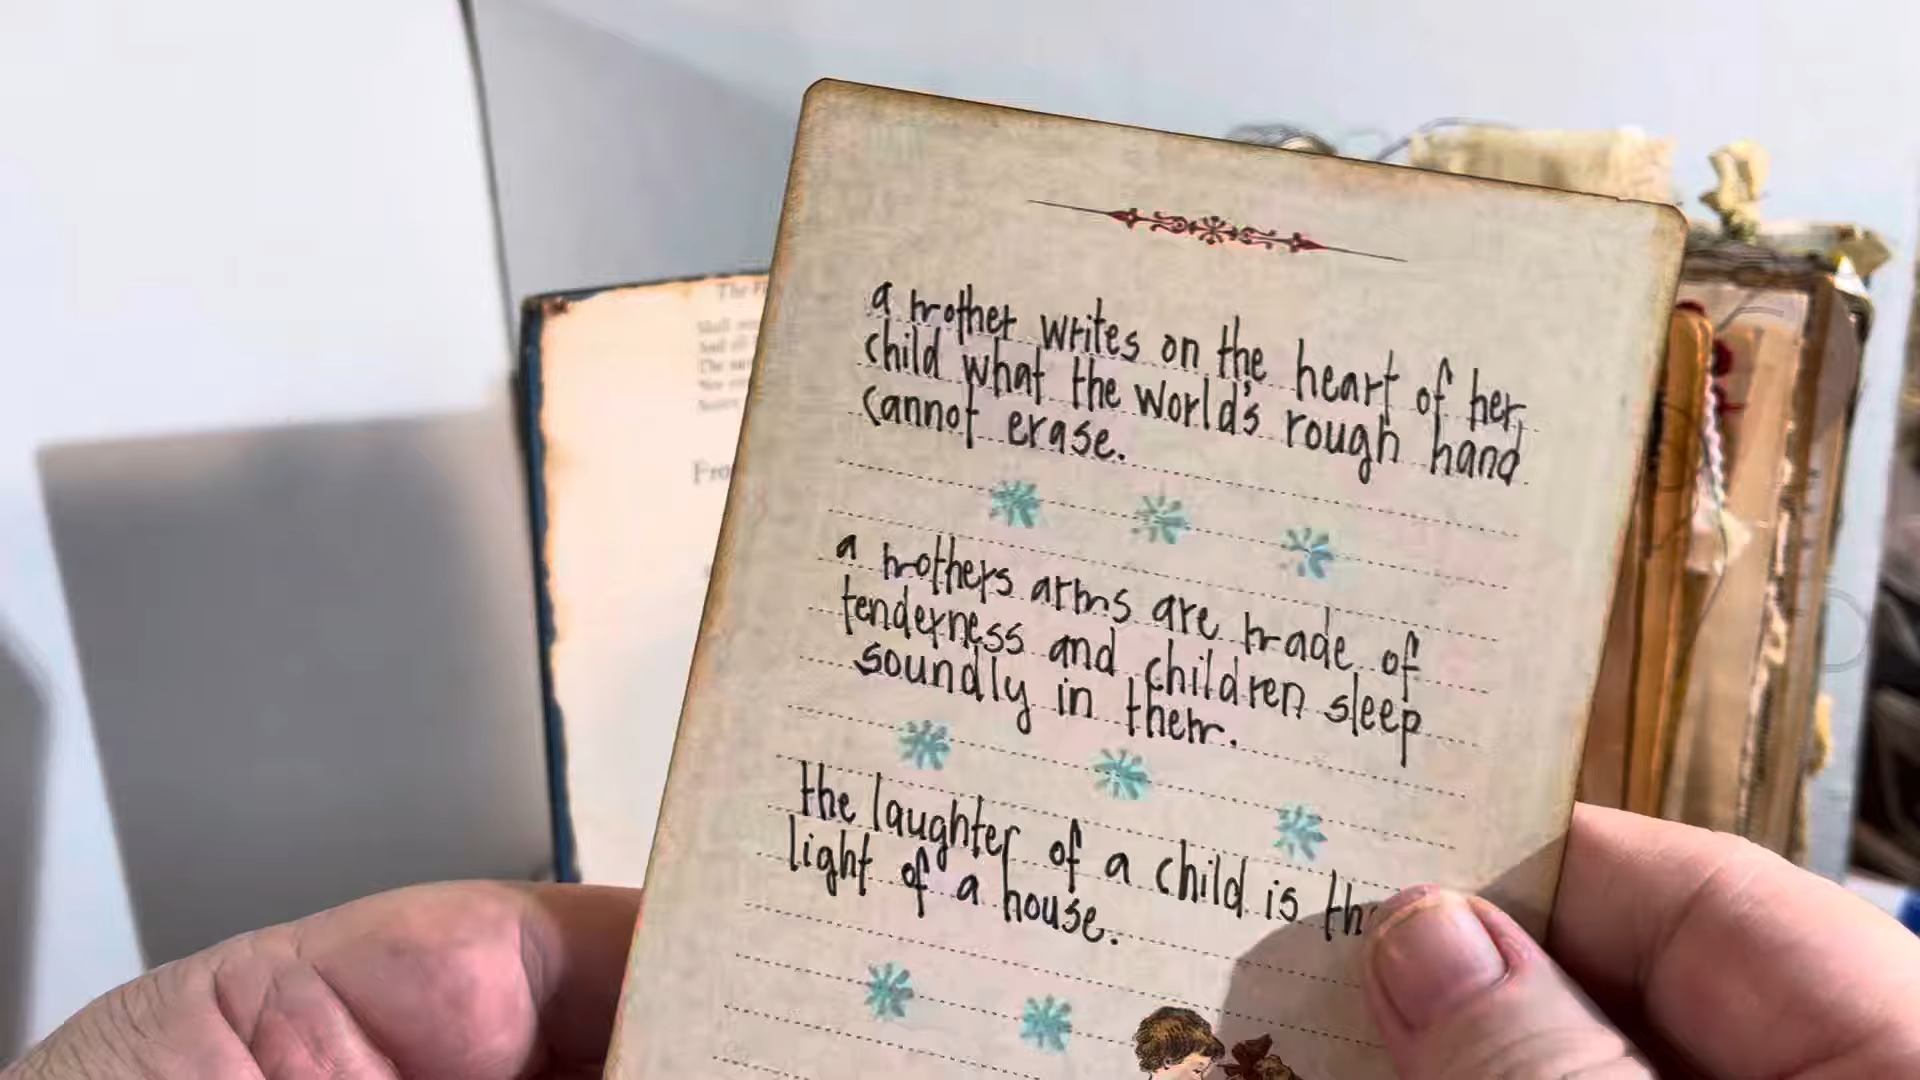 a mother writes on the heart of her
child what the world's rough hand
cannot erase.
a mothers arms are made of
tenderness and children sleep
soundly in them.
the laughter of a child is
light of a house.